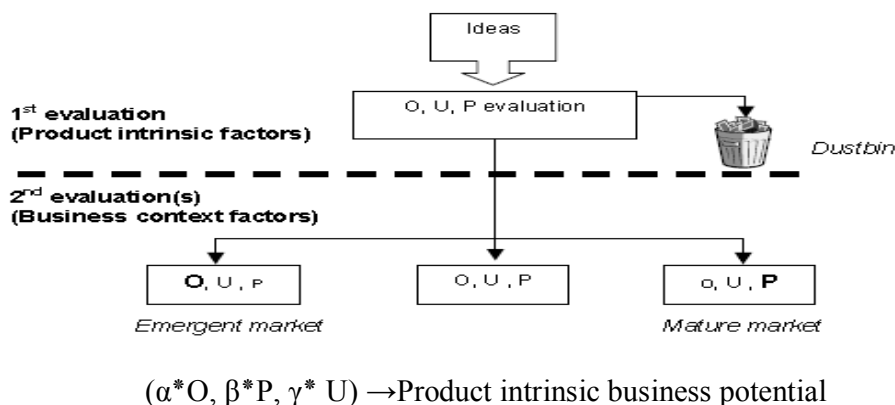 Ideas
O, U, P evaluation
1st evaluation
(Product intrinsic factors)
Dustbin
2nd evaluation(s)
(Business context factors)
O, U, P
O, U, P
o, U, P
Emergent market
Mature market
(α*O, β*P, γ* U) →Product intrinsic business potential